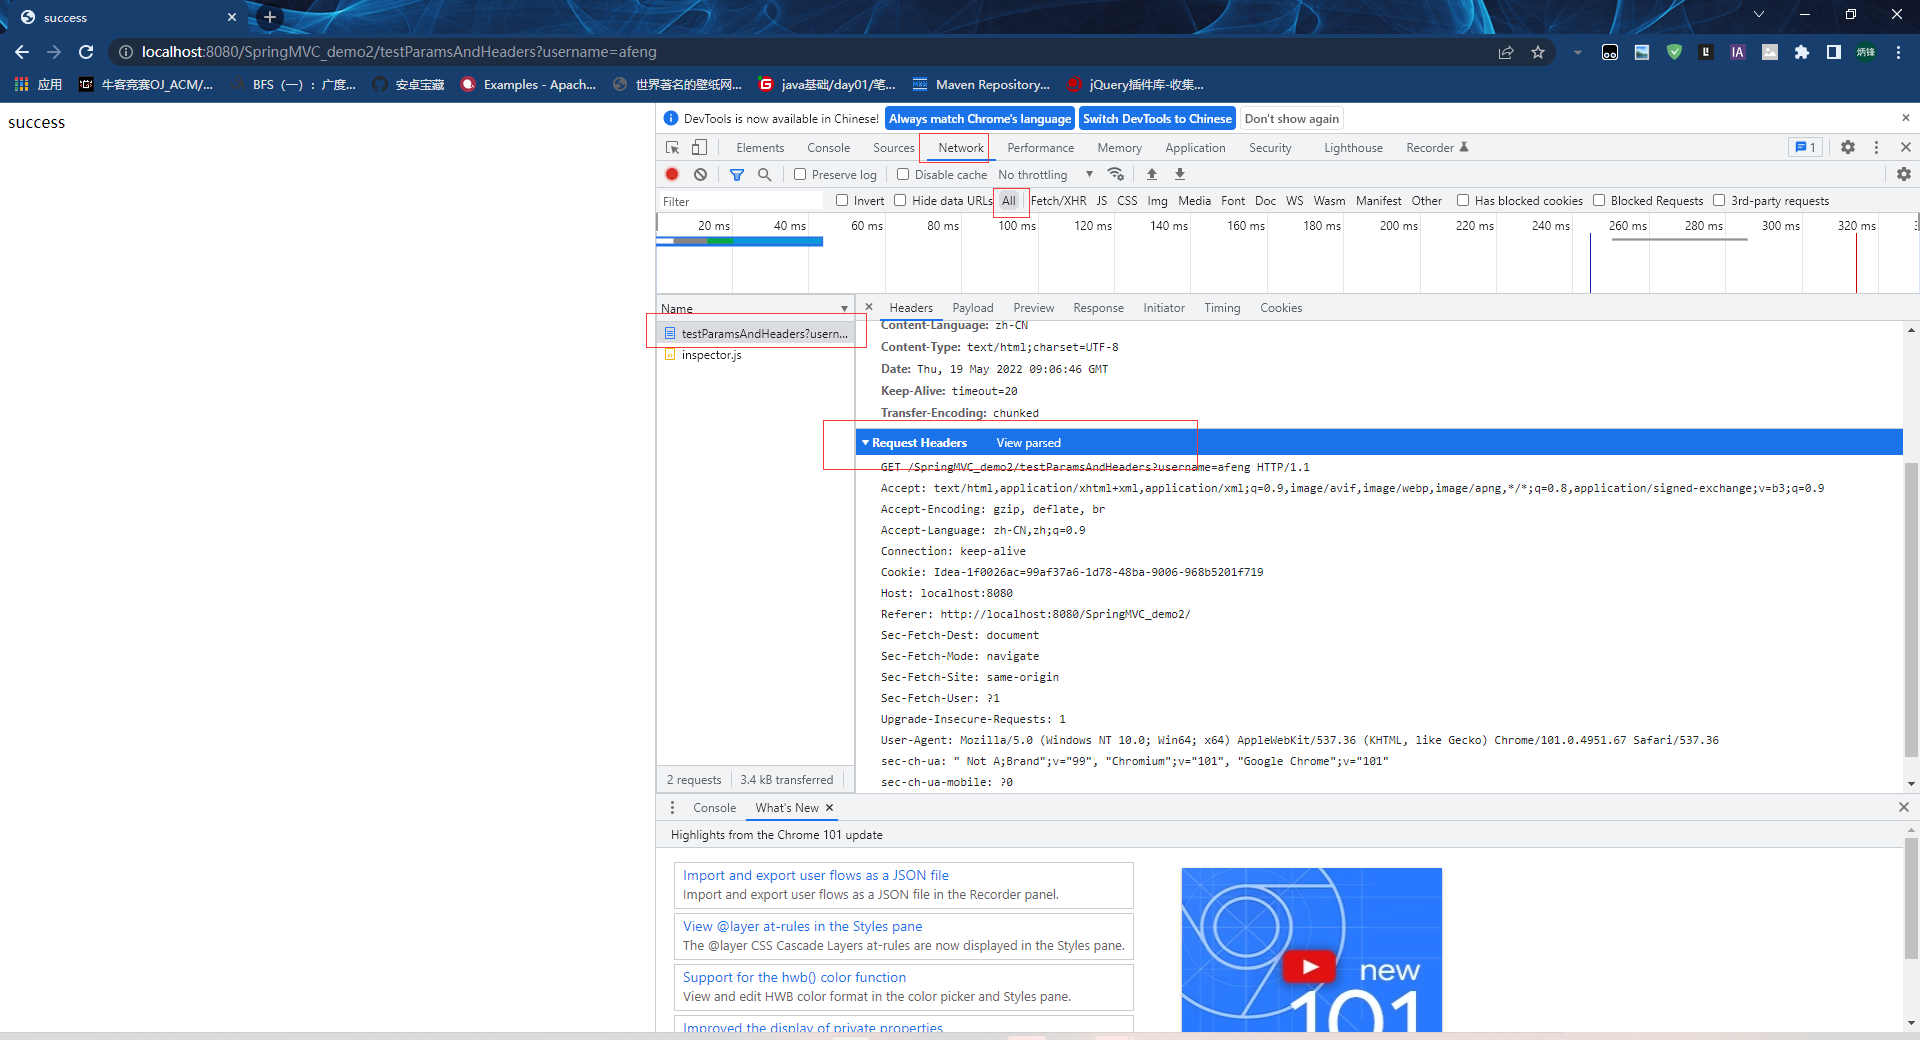 success
localhost:8080/SpringMVC_demo2/testParamsAndHeaders?username=afeng
炳锋
应用 牛客竞赛OJ_ACM/... BFS（一）：广度... 安卓宝藏 Examples - Apach... 世界著名的壁纸网... java基础/day01/笔... Maven Repository... jQuery插件库-收集...
success
DevTools is now available in Chinese! Always match Chrome's language Switch DevTools to Chinese Don't show again
Elements Console Sources Network Performance Memory Application Security Lighthouse Recorder 1
Preserve log Disable cache No throttling
Filter Invert Hide data URLs All Fetch/XHR JS CSS Img Media Font Doc WS Wasm Manifest Other Has blocked cookies Blocked Requests 3rd-party requests
20 ms 40 ms 60 ms 80 ms 100 ms 120 ms 140 ms 160 ms 180 ms 200 ms 220 ms 240 ms 260 ms 280 ms 300 ms 320 ms
Name
testParamsAndHeaders?usern...
inspector.js
2 requests 3.4 kB transferred
Headers Payload Preview Response Initiator Timing Cookies
Content-Language: zh-CN
Content-Type: text/html;charset=UTF-8
Date: Thu, 19 May 2022 09:06:46 GMT
Keep-Alive: timeout=20
Transfer-Encoding: chunked
Request Headers View parsed
GET /SpringMVC_demo2/testParamsAndHeaders?username=afeng HTTP/1.1
Accept: text/html,application/xhtml+xml,application/xml;q=0.9,image/avif,image/webp,image/apng,*/*;q=0.8,application/signed-exchange;v=b3;q=0.9
Accept-Encoding: gzip, deflate, br
Accept-Language: zh-CN,zh;q=0.9
Connection: keep-alive
Cookie: Idea-1f0026ac=99af37a6-1d78-48ba-9006-968b5201f719
Host: localhost:8080
Referer: http://localhost:8080/SpringMVC_demo2/
Sec-Fetch-Dest: document
Sec-Fetch-Mode: navigate
Sec-Fetch-Site: same-origin
Sec-Fetch-User: ?1
Upgrade-Insecure-Requests: 1
User-Agent: Mozilla/5.0 (Windows NT 10.0; Win64; x64) AppleWebKit/537.36 (KHTML, like Gecko) Chrome/101.0.4951.67 Safari/537.36
sec-ch-ua: " Not A;Brand";v="99", "Chromium";v="101", "Google Chrome";v="101"
sec-ch-ua-mobile: ?0
Console What's New
Highlights from the Chrome 101 update
Import and export user flows as a JSON file
Import and export user flows as a JSON file in the Recorder panel.
View @layer at-rules in the Styles pane
The @layer CSS Cascade Layers at-rules are now displayed in the Styles pane.
Support for the hwb() color function
View and edit HWB color format in the color picker and Styles pane.
Improved the display of private properties
new
101